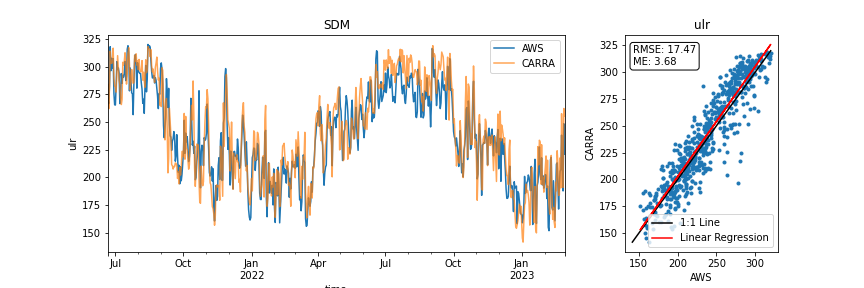 SDM
ulr
325
300
275
250
225
200
175
150
ulr
AWS
CARRA
Jul
Oct
Jan
2022
Apr
Jul
Oct
Jan
2023
time
325
300
275
250
225
200
175
150
CARRA
RMSE: 17.47
ME: 3.68
1:1 Line
Linear Regression
150
200
250
300
AWS